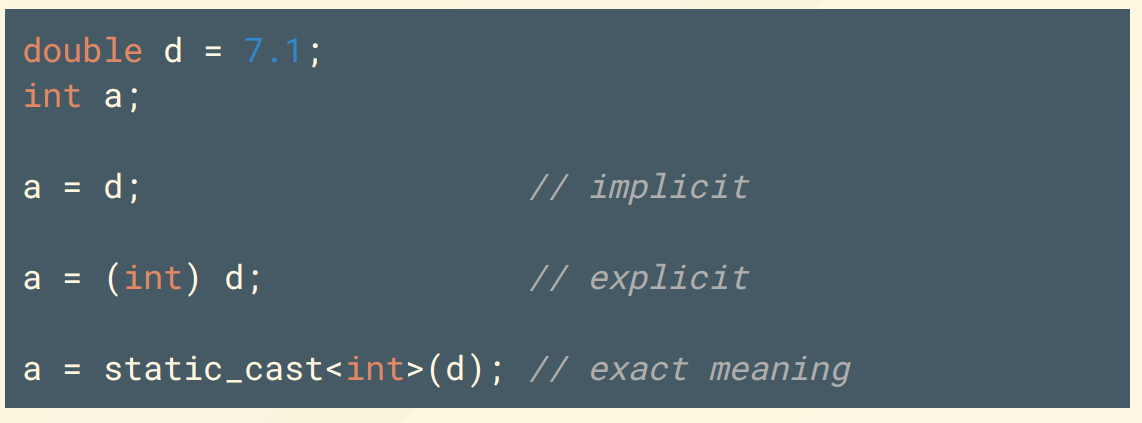 double d = 7.1;
int a;
a = d; // implicit
a = (int) d; // explicit
a = static_cast<int>(d); // exact meaning